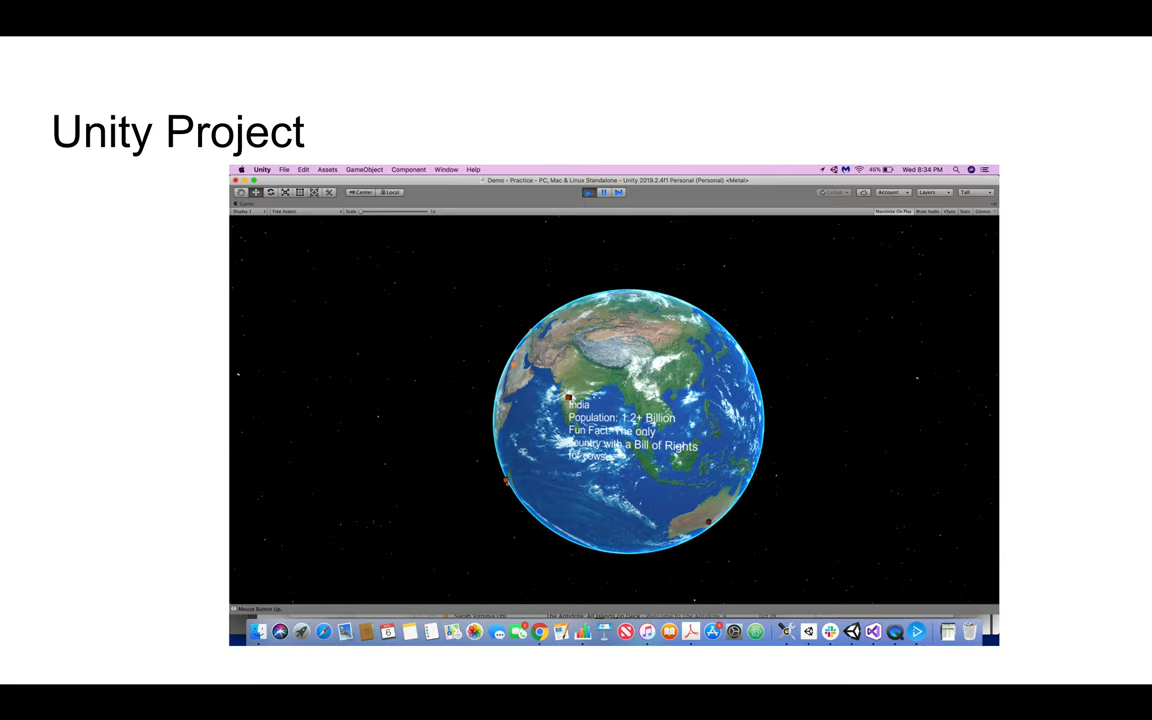 Unity Project
Unity File Edit Assets GameObject Component Window Help
45% Wed 8:34 PM
Demo - Practice - PC, Mac & Linux Standalone - Unity 2019.2.4f1 Personal (Personal) <Metal>
Center Local Collab Account Layers Tall
Game
Display 1 Free Aspect Scale 1x Maximize On Play Mute Audio VSync Stats Gizmos
India
Population: 1.2+ Billion
Fun Fact: The only
country with a Bill of Rights
for cows
Mouse Button Up.
6